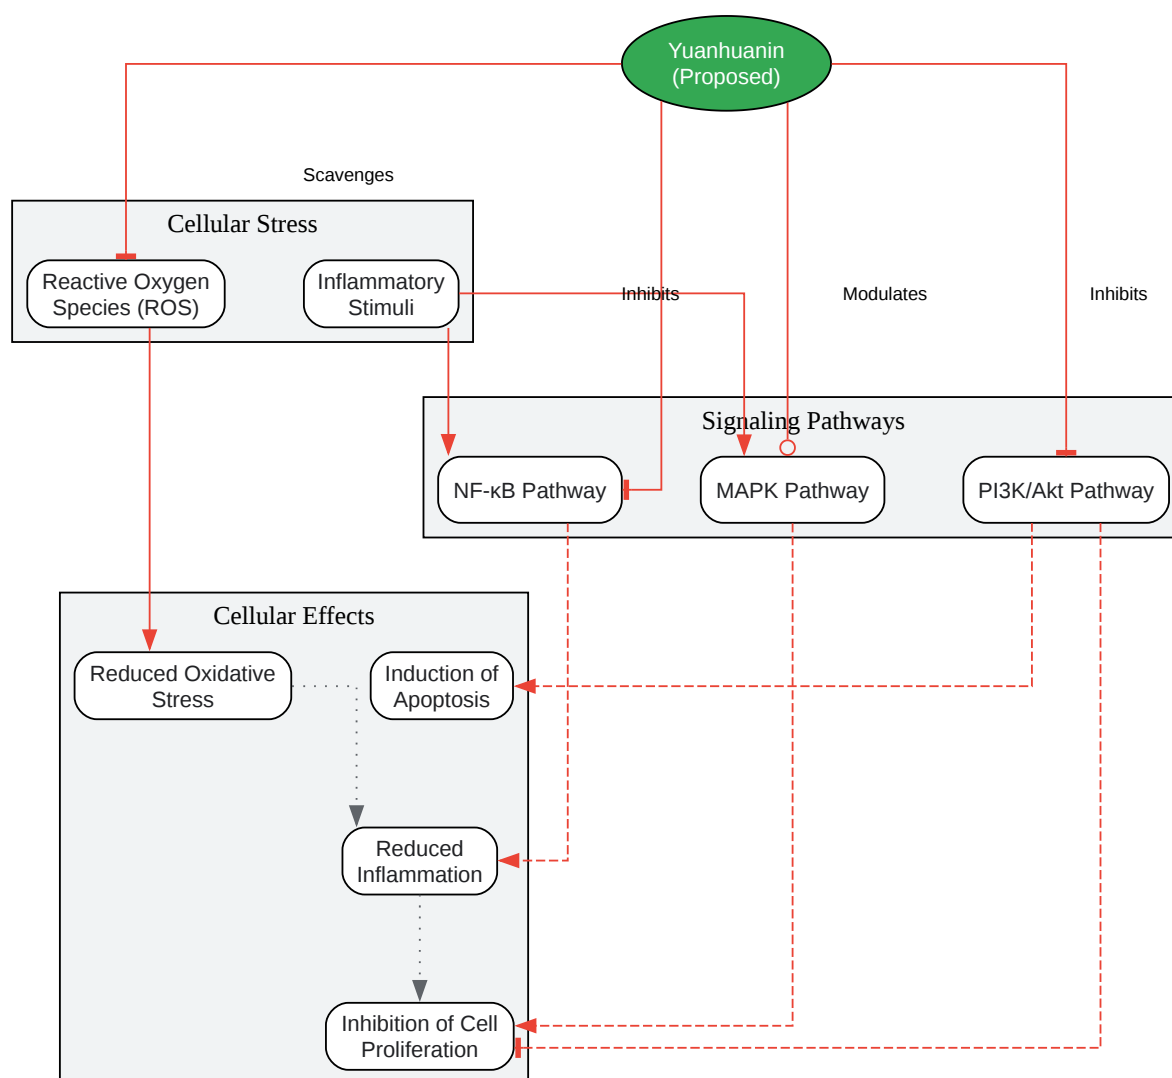 Yuanhuanin
(Proposed)
Scavenges
Cellular Stress
Reactive Oxygen
Species (ROS)
Inflammatory
Stimuli
Inhibits
Modulates
Inhibits
Signaling Pathways
NF-κB Pathway
MAPK Pathway
PI3K/Akt Pathway
Cellular Effects
Reduced Oxidative
Stress
Induction of
Apoptosis
Reduced
Inflammation
Inhibition of Cell
Proliferation